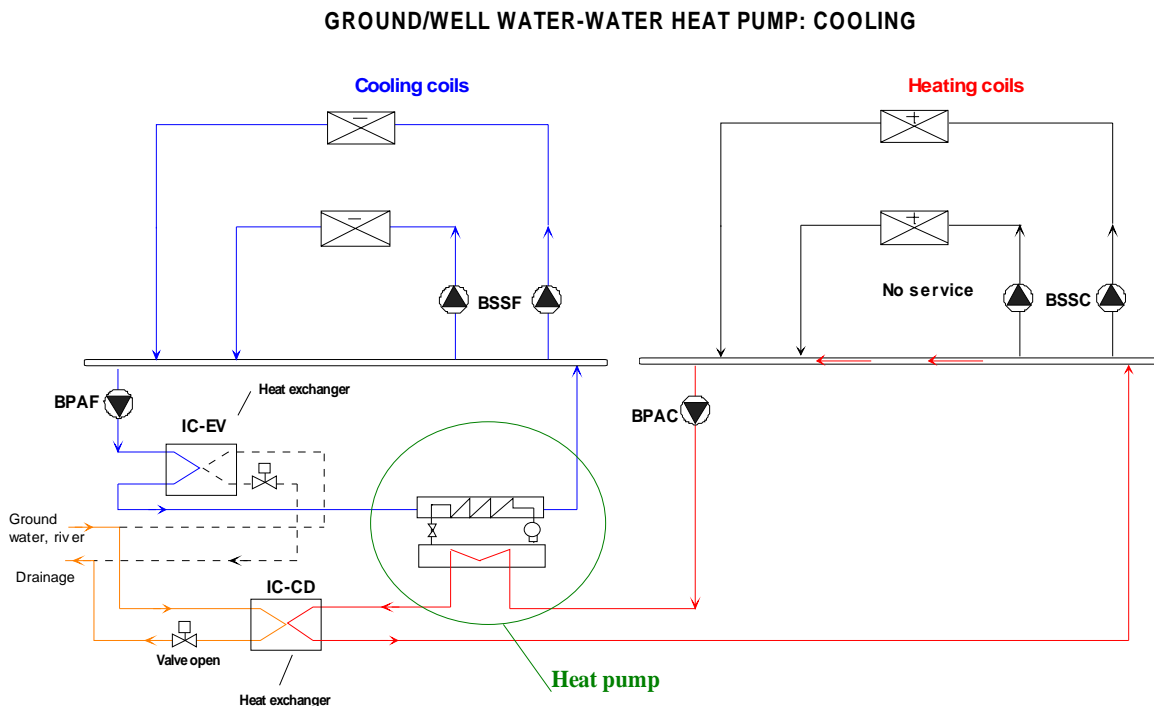 GROUND/WELL WATER-WATER HEAT PUMP: COOLING
Cooling coils
Heating coils
–
+
–
+
BSSF
No service
BSSC
BPAF
Heat exchanger
BPAC
IC-EV
Ground
water, river
Drainage
IC-CD
Valve open
Heat pump
Heat exchanger